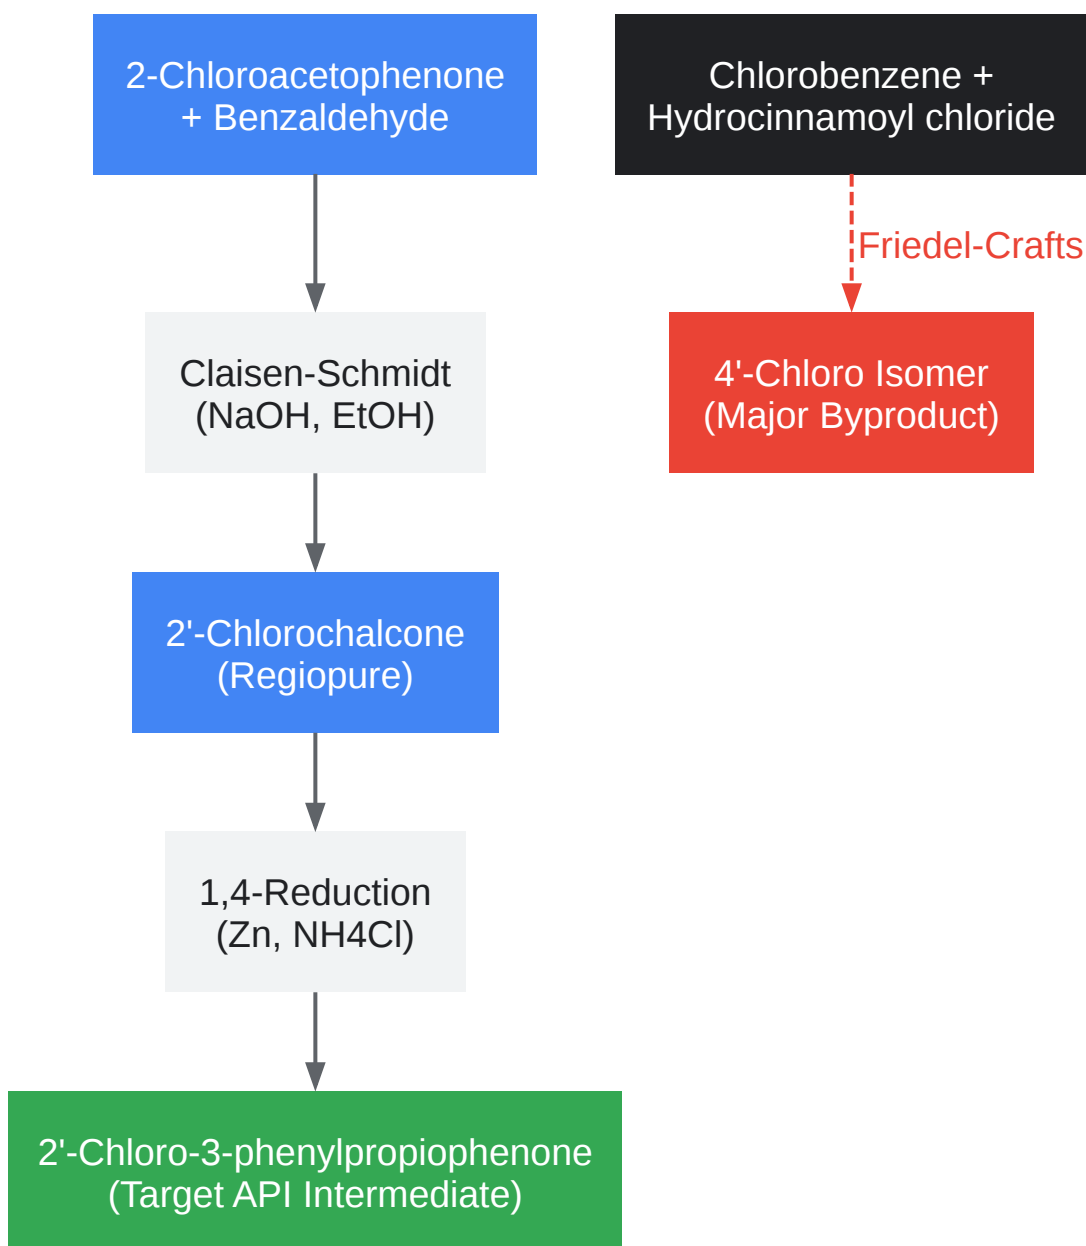 2-Chloroacetophenone
+ Benzaldehyde
Claisen-Schmidt
(NaOH, EtOH)
2'-Chlorochalcone
(Regiopure)
1,4-Reduction
(Zn, NH4Cl)
2'-Chloro-3-phenylpropiophenone
(Target API Intermediate)
Chlorobenzene +
Hydrocinnamoyl chloride
Friedel-Crafts
4'-Chloro Isomer
(Major Byproduct)